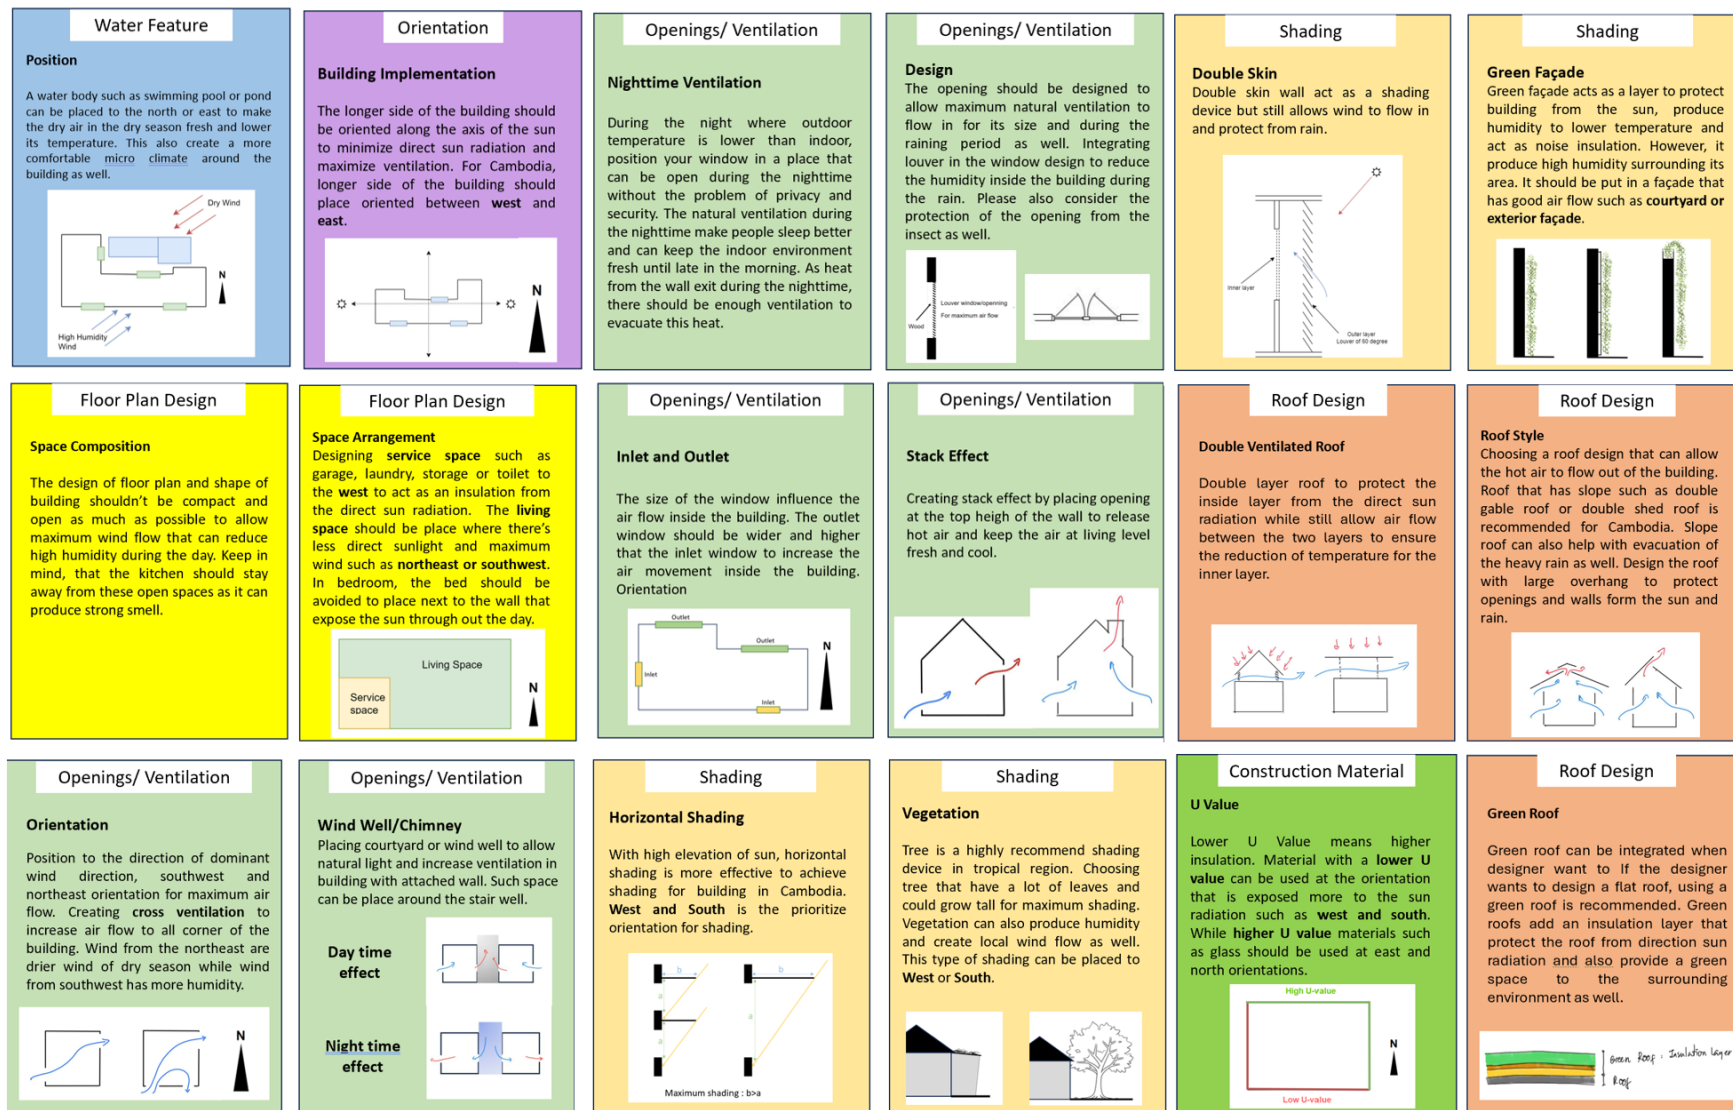 Water Feature
Position
A water body such as swimming pool or pond
can be placed to the north or east to make
the dry air in the dry season fresh and lower
its temperature. This also create a more
comfortable micro climate around the
building as well.
Dry Wind
N
High Humidity
Wind
Orientation
Building Implementation
The longer side of the building should
be oriented along the axis of the sun
to minimize direct sun radiation and
maximize ventilation. For Cambodia,
longer side of the building should
place oriented between west and
east.
N
Openings/ Ventilation
Nighttime Ventilation
During the night where outdoor
temperature is lower than indoor,
position your window in a place that
can be open during the nighttime
without the problem of privacy and
security. The natural ventilation during
the nighttime make people sleep better
and can keep the indoor environment
fresh until late in the morning. As heat
from the wall exit during the nighttime,
there should be enough ventilation to
evacuate this heat.
Openings/ Ventilation
Design
The opening should be designed to
allow maximum natural ventilation to
flow in for its size and during the
raining period as well. Integrating
louver in the window design to reduce
the humidity inside the building during
the rain. Please also consider the
protection of the opening from the
insect as well.
Louver window/openning
For maximum air flow
Wood
Shading
Double Skin
Double skin wall act as a shading
device but still allows wind to flow in
and protect from rain.
Inner layer
Outer layer
Louver of 60 degree
Shading
Green Façade
Green façade acts as a layer to protect
building from the sun, produce
humidity to lower temperature and
act as noise insulation. However, it
produce high humidity surrounding its
area. It should be put in a façade that
has good air flow such as courtyard or
exterior façade.
Floor Plan Design
Space Composition
The design of floor plan and shape of
building shouldn't be compact and
open as much as possible to allow
maximum wind flow that can reduce
high humidity during the day. Keep in
mind, that the kitchen should stay
away from these open spaces as it can
produce strong smell.
Floor Plan Design
Space Arrangement
Designing service space such as
garage, laundry, storage or toilet to
the west to act as an insulation from
the direct sun radiation. The living
space should be place where there's
less direct sunlight and maximum
wind such as northeast or southwest.
In bedroom, the bed should be
avoided to place next to the wall that
expose the sun through out the day.
Living Space
Service
space
N
Openings/ Ventilation
Inlet and Outlet
The size of the window influence the
air flow inside the building. The outlet
window should be wider and higher
that the inlet window to increase the
air movement inside the building.
Orientation
Outlet
Outlet
Inlet
Inlet
N
Openings/ Ventilation
Stack Effect
Creating stack effect by placing opening
at the top heigh of the wall to release
hot air and keep the air at living level
fresh and cool.
Roof Design
Double Ventilated Roof
Double layer roof to protect the
inside layer from the direct sun
radiation while still allow air flow
between the two layers to ensure
the reduction of temperature for the
inner layer.
Roof Design
Roof Style
Choosing a roof design that can allow
the hot air to flow out of the building.
Roof that has slope such as double
gable roof or double shed roof is
recommended for Cambodia. Slope
roof can also help with evacuation of
the heavy rain as well. Design the roof
with large overhang to protect
openings and walls form the sun and
rain.
Openings/ Ventilation
Orientation
Position to the direction of dominant
wind direction, southwest and
northeast orientation for maximum air
flow. Creating cross ventilation to
increase air flow to all corner of the
building. Wind from the northeast are
drier wind of dry season while wind
from southwest has more humidity.
N
Openings/ Ventilation
Wind Well/Chimney
Placing courtyard or wind well to allow
natural light and increase ventilation in
building with attached wall. Such space
can be place around the stair well.
Day time
effect
Night time
effect
Shading
Horizontal Shading
With high elevation of sun, horizontal
shading is more effective to achieve
shading for building in Cambodia.
West and South is the prioritize
orientation for shading.
b
b
a
a
a
Maximum shading : b>a
Shading
Vegetation
Tree is a highly recommend shading
device in tropical region. Choosing
tree that have a lot of leaves and
could grow tall for maximum shading.
Vegetation can also produce humidity
and create local wind flow as well.
This type of shading can be placed to
West or South.
Construction Material
U Value
Lower U Value means higher
insulation. Material with a lower U
value can be used at the orientation
that is exposed more to the sun
radiation such as west and south.
While higher U value materials such
as glass should be used at east and
north orientations.
High U-value
N
Low U-value
Roof Design
Green Roof
Green roof can be integrated when
designer want to If the designer
wants to design a flat roof, using a
green roof is recommended. Green
roofs add an insulation layer that
protect the roof from direction sun
radiation and also provide a green
space to the surrounding
environment as well.
Green Roof : Insulation Layer
Roof